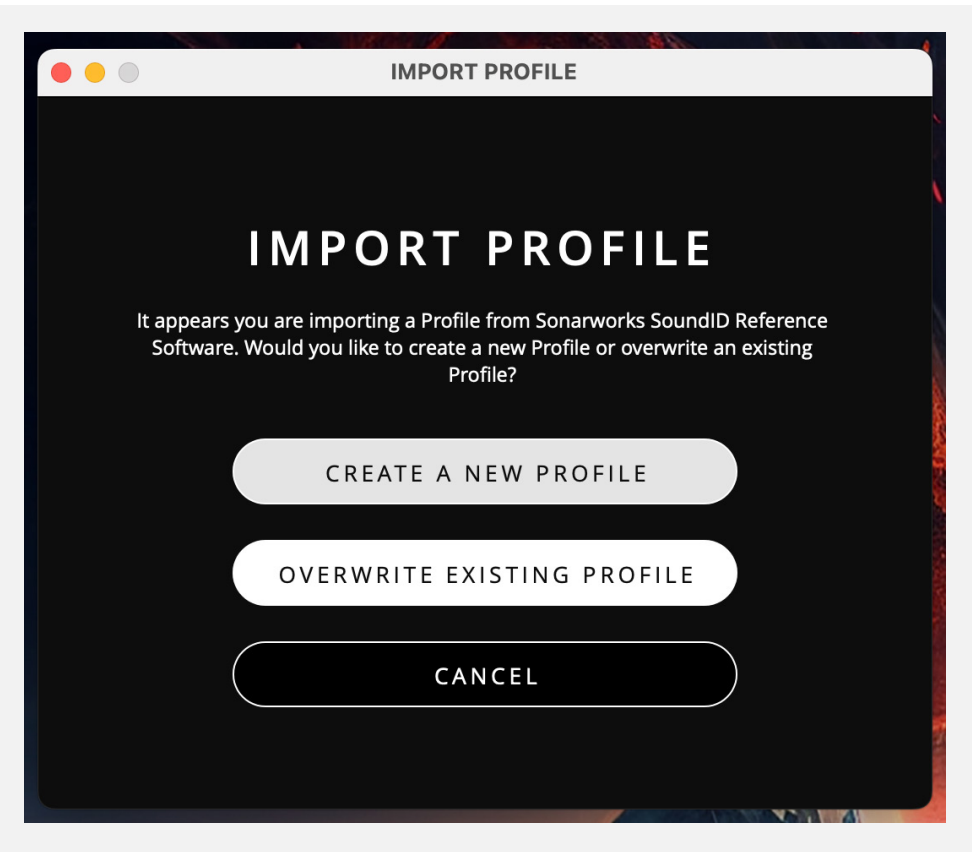 IMPORT PROFILE
IMPORT PROFILE
It appears you are importing a Profile from Sonarworks SoundID Reference
Software. Would you like to create a new Profile or overwrite an existing
Profile?
CREATE A NEW PROFILE
OVERWRITE EXISTING PROFILE
CANCEL